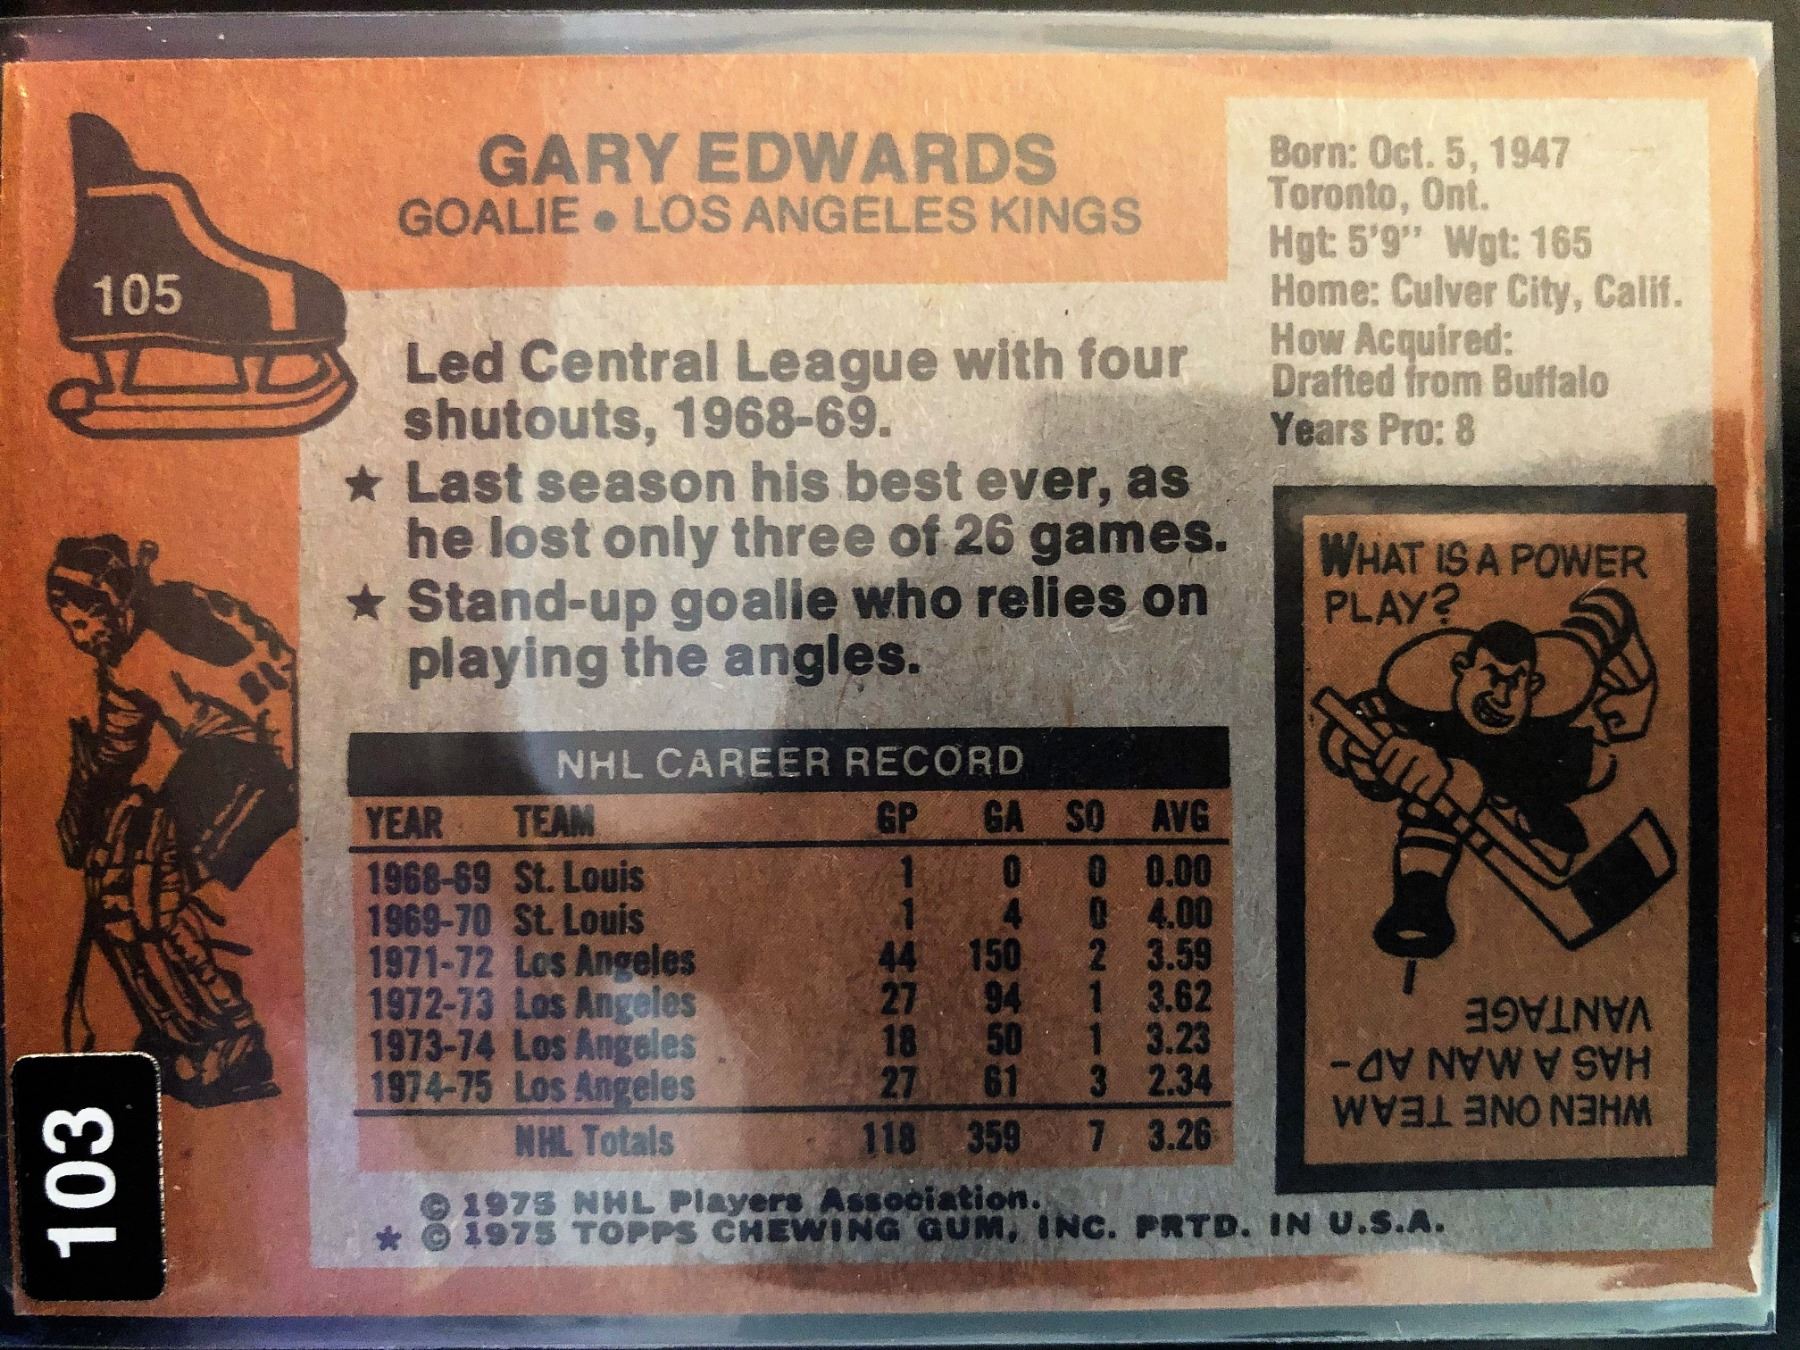 105
GARY EDWARDS
GOALIE ● LOS ANGELES KINGS
Born: Oct. 5, 1947
Toronto, Ont.
Hgt: 5'9" Wgt: 165
Home: Culver City, Calif.
How Acquired:
Drafted from Buffalo
Years Pro: 8
Led Central League with four
shutouts, 1968-69.
★ Last season his best ever, as
he lost only three of 26 games.
★ Stand-up goalie who relies on
playing the angles.
NHL CAREER RECORD
YEAR TEAM GP GA SO AVG
1968-69 St. Louis 1 0 0 0.00
1969-70 St. Louis 1 4 0 4.00
1971-72 Los Angeles 44 150 2 3.59
1972-73 Los Angeles 27 94 1 3.62
1973-74 Los Angeles 18 50 1 3.23
1974-75 Los Angeles 27 61 3 2.34
NHL Totals 118 359 7 3.26
WHAT IS A POWER
PLAY?
WHEN ONE TEAM
HAS A MAN AD-
VANTAGE
© 1975 NHL Players Association.
* © 1975 TOPPS CHEWING GUM, INC. PRTD. IN U.S.A.
103